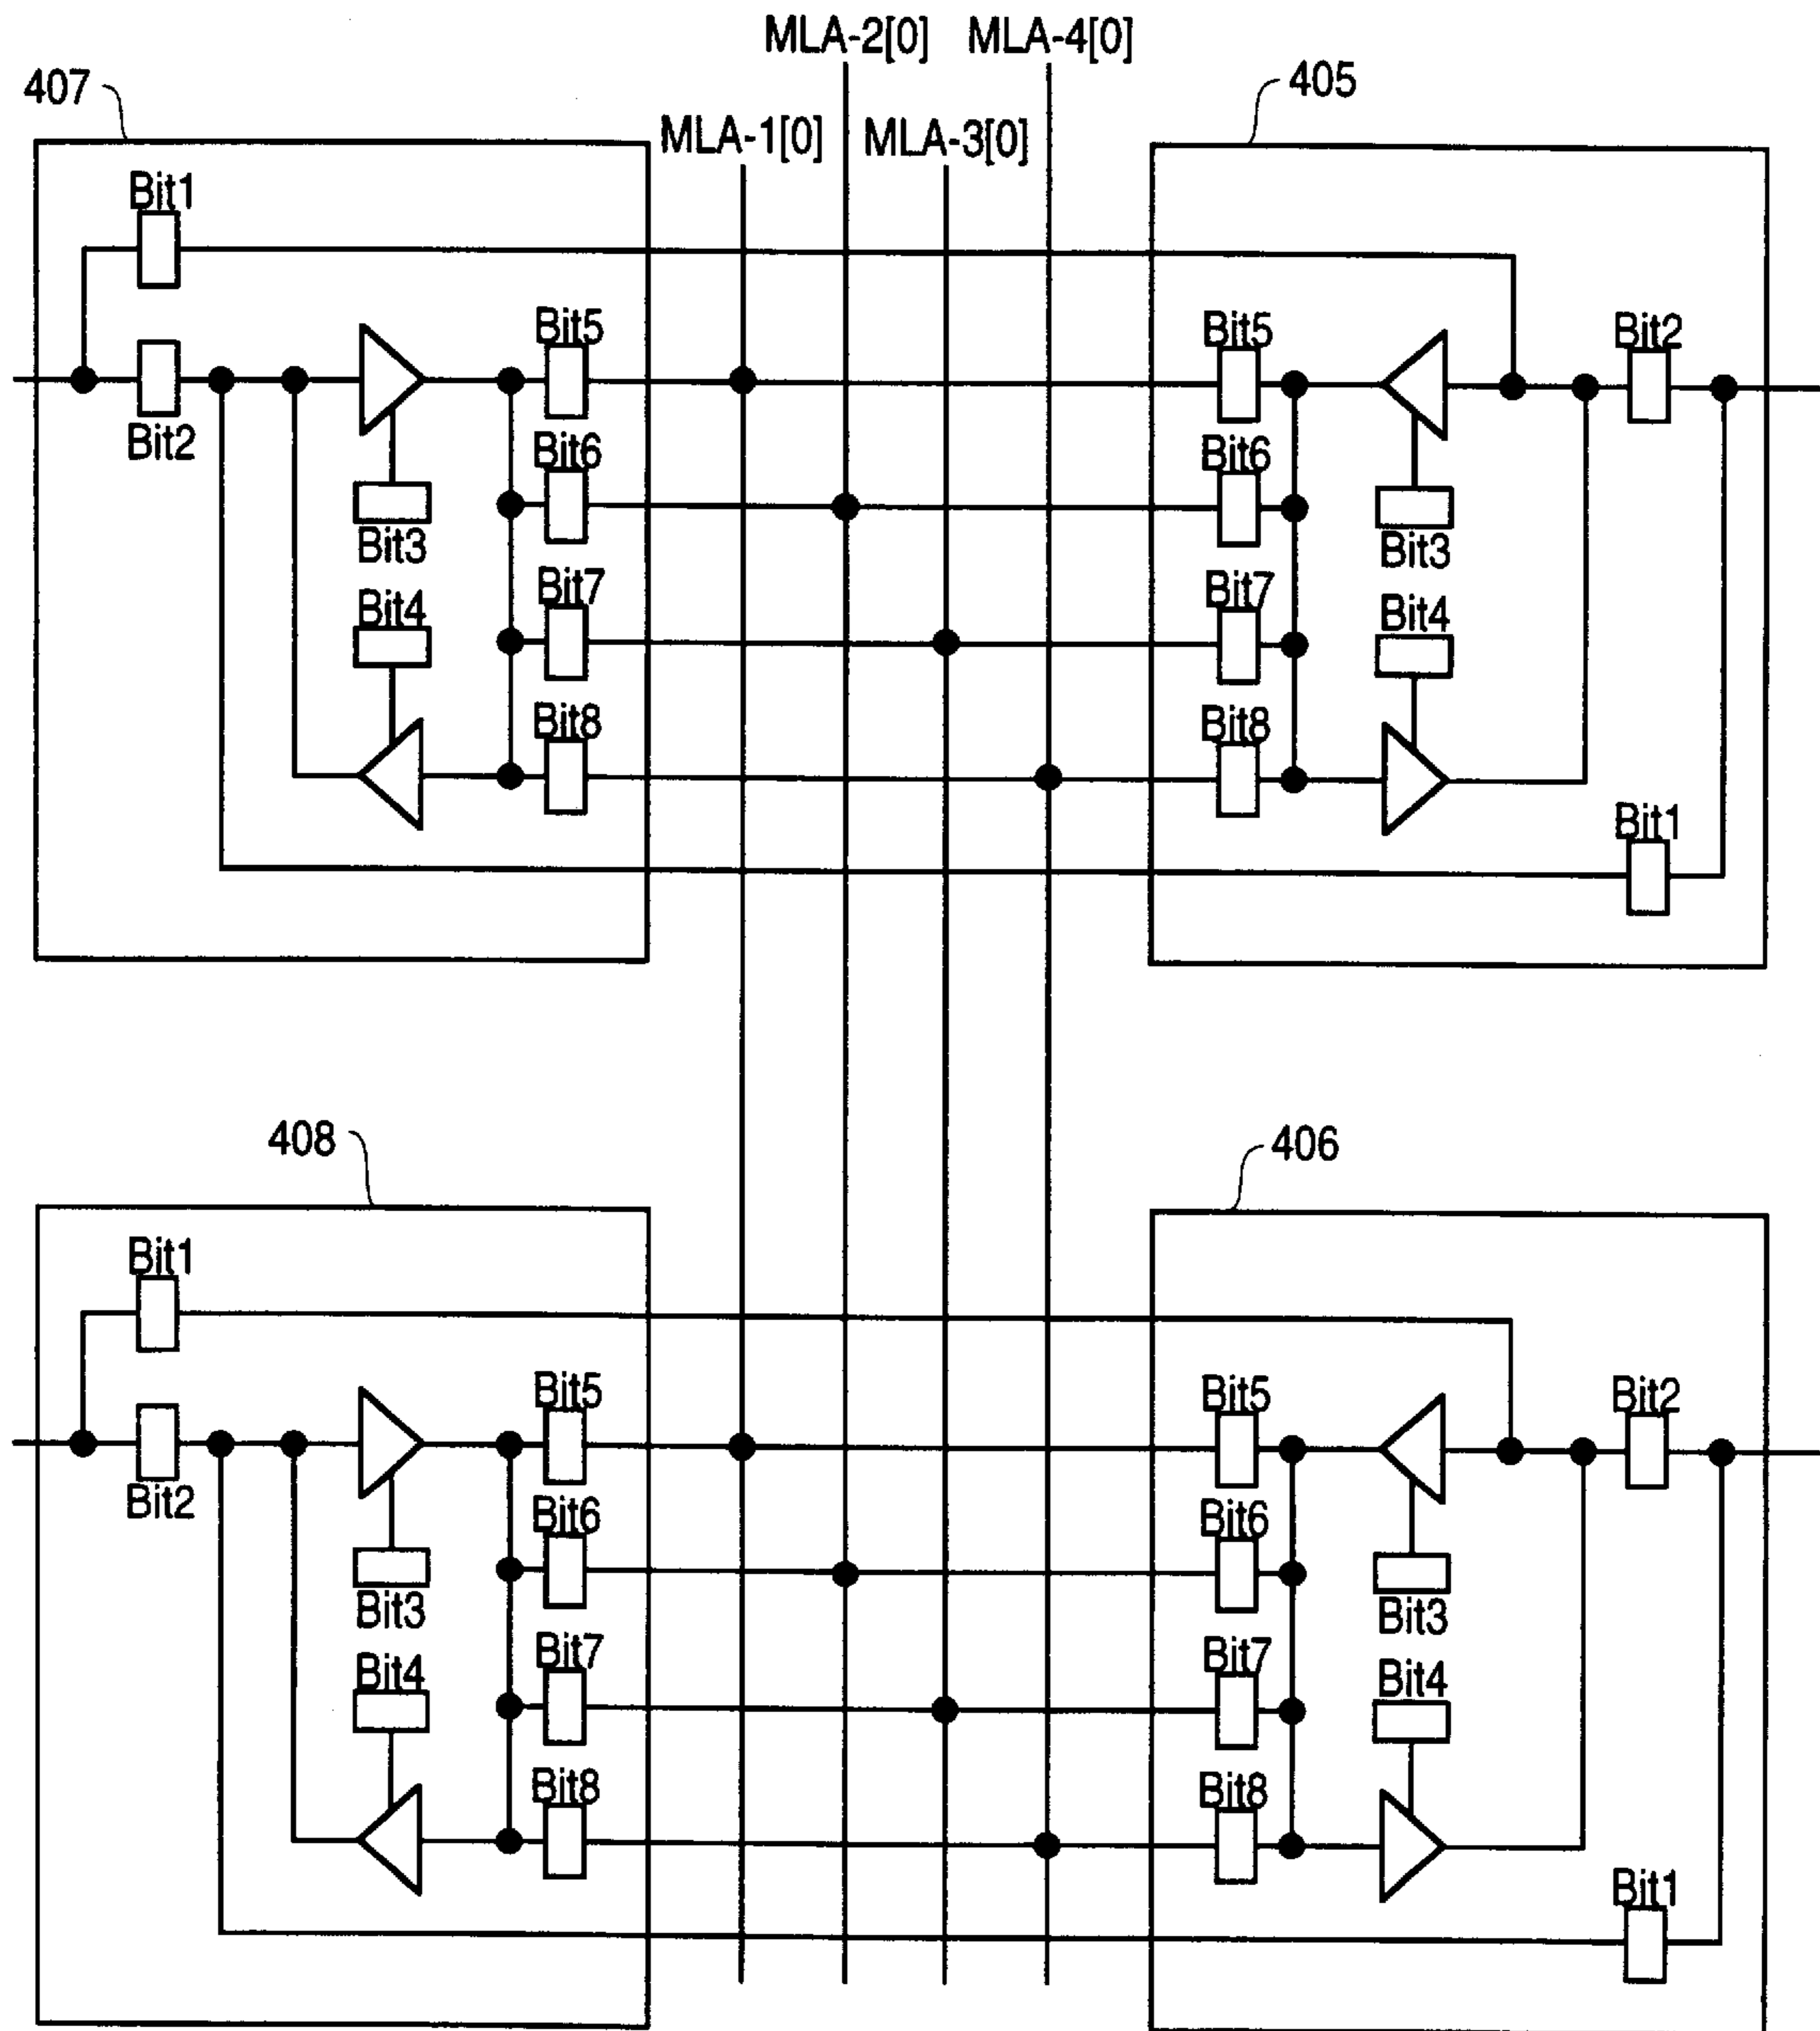 MLA-2[0] MLA-4[0]
407
405
MLA-1[0] MLA-3[0]
Bit1
Bit5
Bit5
Bit2
Bit2
Bit6
Bit6
Bit3
Bit3
Bit7
Bit7
Bit4
Bit4
Bit8
Bit8
Bit1
408
406
Bit1
Bit5
Bit5
Bit2
Bit2
Bit6
Bit6
Bit3
Bit3
Bit7
Bit7
Bit4
Bit4
Bit8
Bit8
Bit1